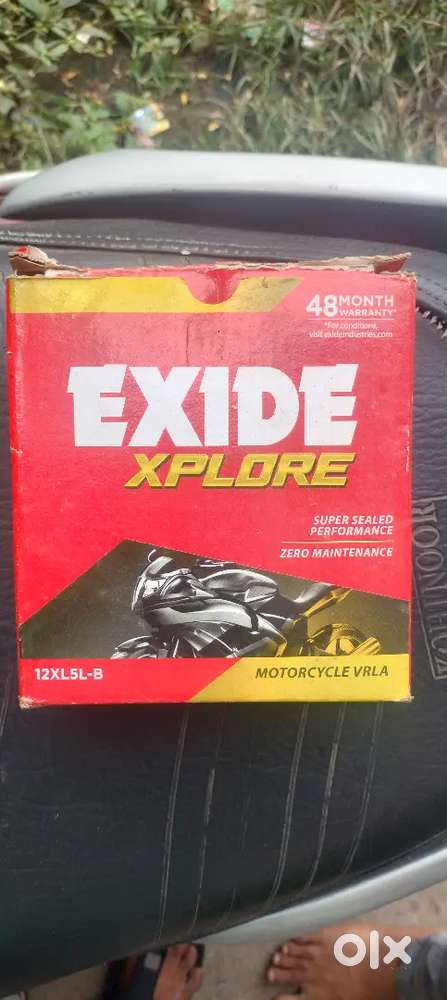 48 MONTH
WARRANTY*
*For conditions,
visit exideindustries.com
EXIDE
XPLORE
SUPER SEALED
PERFORMANCE
ZERO MAINTENANCE
12XL5L-B
MOTORCYCLE VRLA
olx